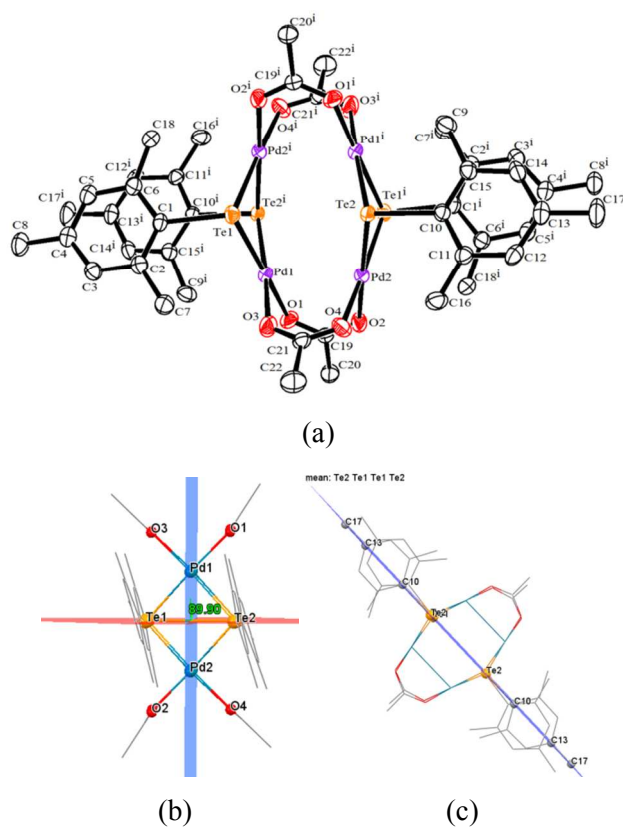 C20ⁱ
C22ⁱ
C19ⁱ
O2ⁱ
O1ⁱ
C21ⁱ
O3ⁱ
O4ⁱ
C18
C16ⁱ
C9
C7ⁱ
C2ⁱ
C3ⁱ
Pd2ⁱ
Pd1ⁱ
C12ⁱ
C11ⁱ
C5
C6
C15
C14
C4ⁱ
C8ⁱ
C17ⁱ
C13ⁱ
C1
C10ⁱ
Te1
Te2ⁱ
Te2
Te1ⁱ
C10
C1ⁱ
C13
C17
C8
C4
C14ⁱ
C15ⁱ
C6ⁱ
C5ⁱ
C3
C2
C9ⁱ
C11
C12
C7
C16
C18ⁱ
Pd1
Pd2
O3
O1
O4
O2
C21
C19
C22
C20
(a)
mean: Te2 Te1 Te1 Te2
O3
O1
Pd1
Te1
89.90
Te2
Pd2
O2
O4
C17
C13
C10
Te2
Te2
C10
C13
C17
(b)
(c)